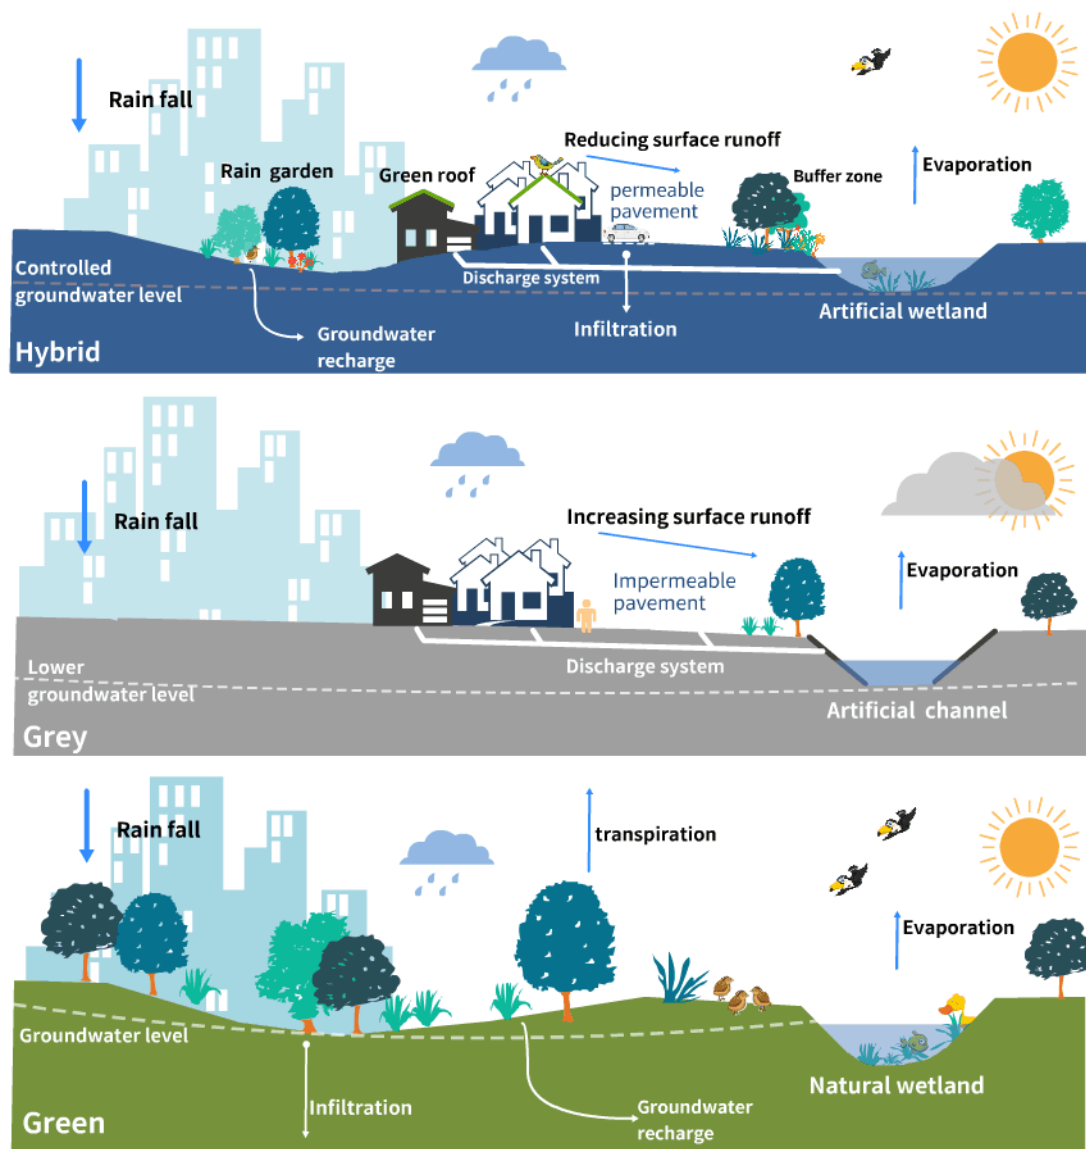 Rain fall
Rain garden
Green roof
Reducing surface runoff
permeable
pavement
Buffer zone
Evaporation
Controlled
groundwater level
Discharge system
Groundwater
recharge
Infiltration
Artificial wetland
Hybrid
Rain fall
Increasing surface runoff
Impermeable
pavement
Evaporation
Lower
groundwater level
Discharge system
Artificial channel
Grey
Rain fall
transpiration
Evaporation
Groundwater level
Infiltration
Groundwater
recharge
Natural wetland
Green